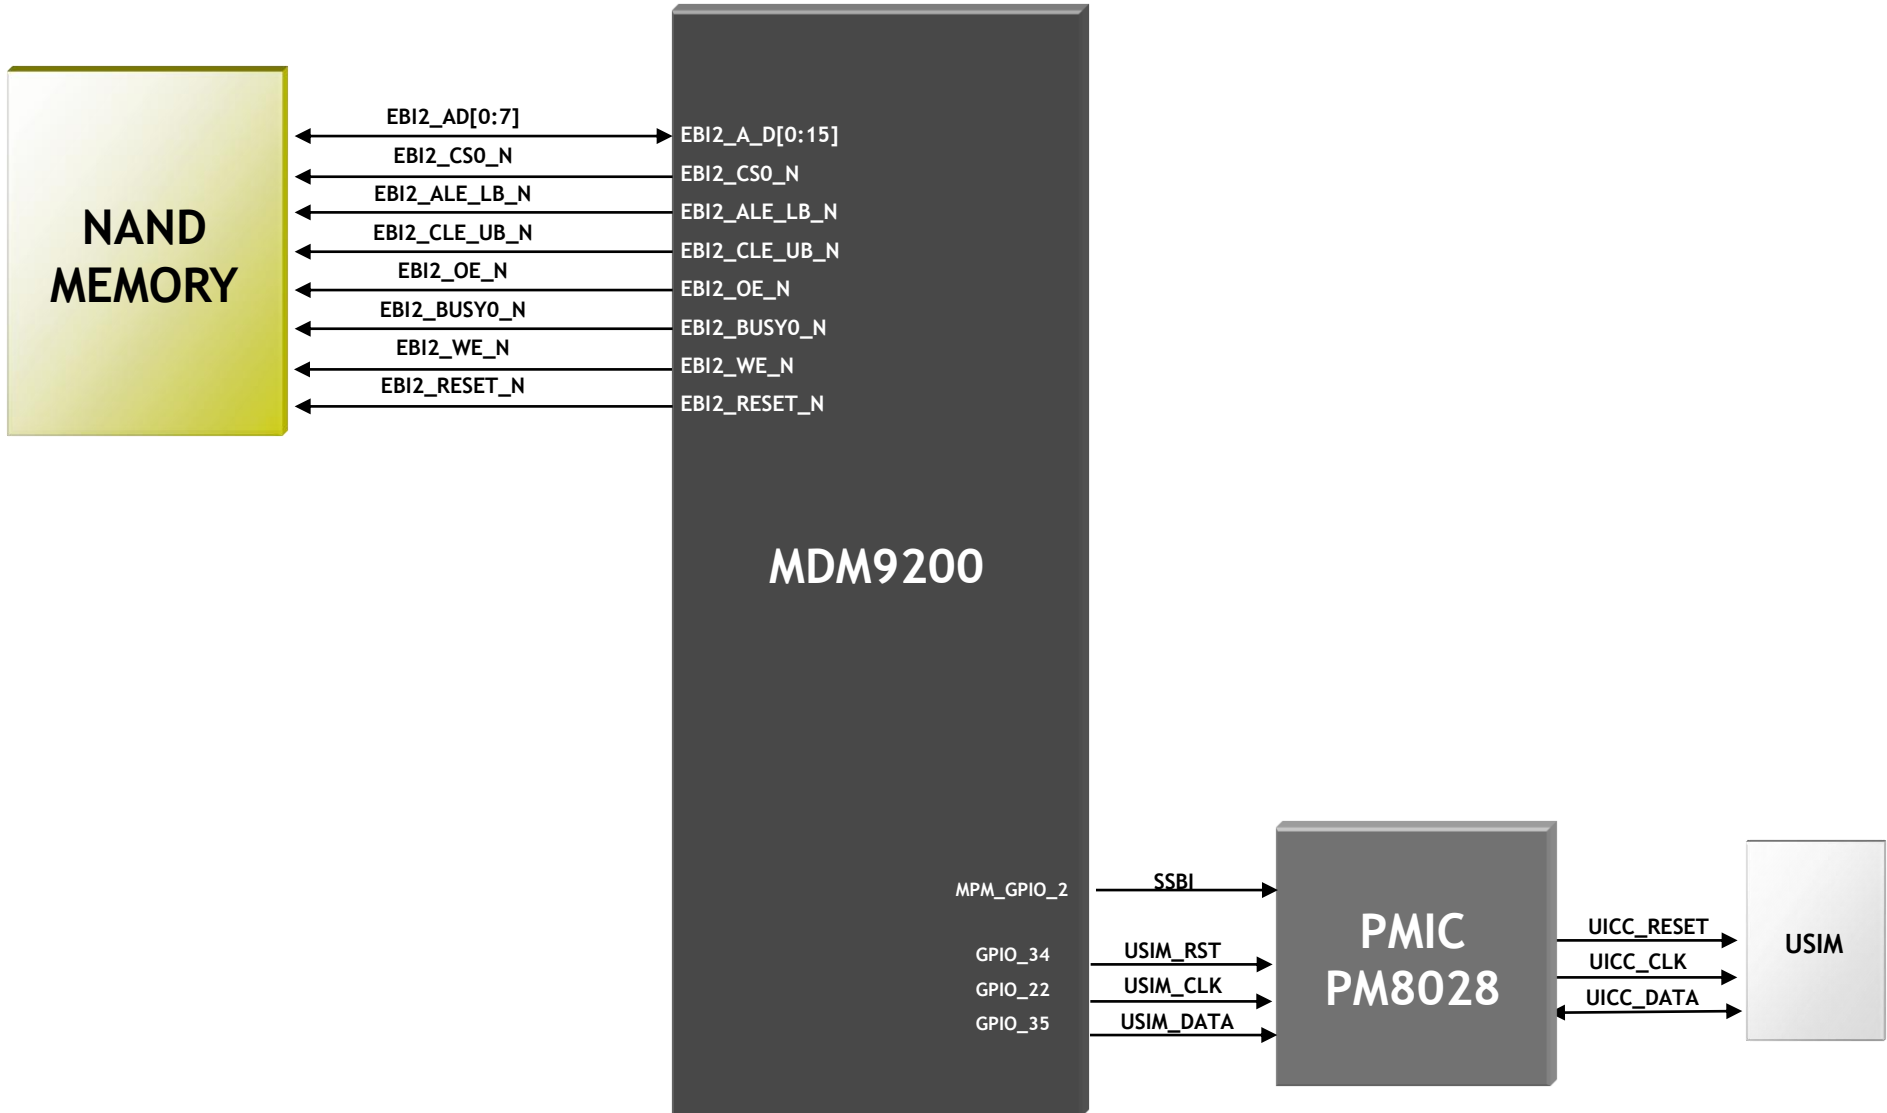 NAND
MEMORY
EBI2_AD[0:7]
EBI2_CS0_N
EBI2_ALE_LB_N
EBI2_CLE_UB_N
EBI2_OE_N
EBI2_BUSY0_N
EBI2_WE_N
EBI2_RESET_N
EBI2_A_D[0:15]
EBI2_CS0_N
EBI2_ALE_LB_N
EBI2_CLE_UB_N
EBI2_OE_N
EBI2_BUSY0_N
EBI2_WE_N
EBI2_RESET_N
MDM9200
MPM_GPIO_2
GPIO_34
GPIO_22
GPIO_35
SSBI
USIM_RST
USIM_CLK
USIM_DATA
PMIC
PM8028
UICC_RESET
UICC_CLK
UICC_DATA
USIM